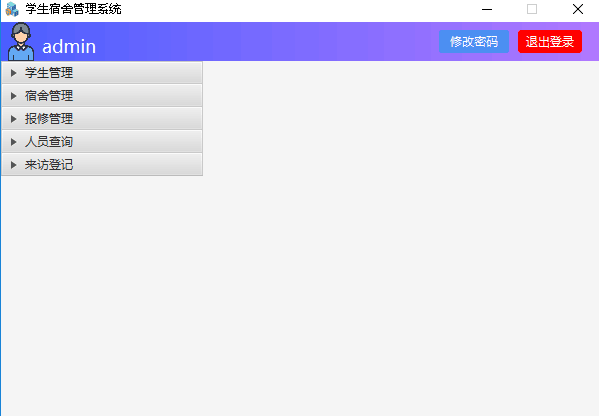 学生宿舍管理系统
admin
修改密码
退出登录
学生管理
宿舍管理
报修管理
人员查询
来访登记